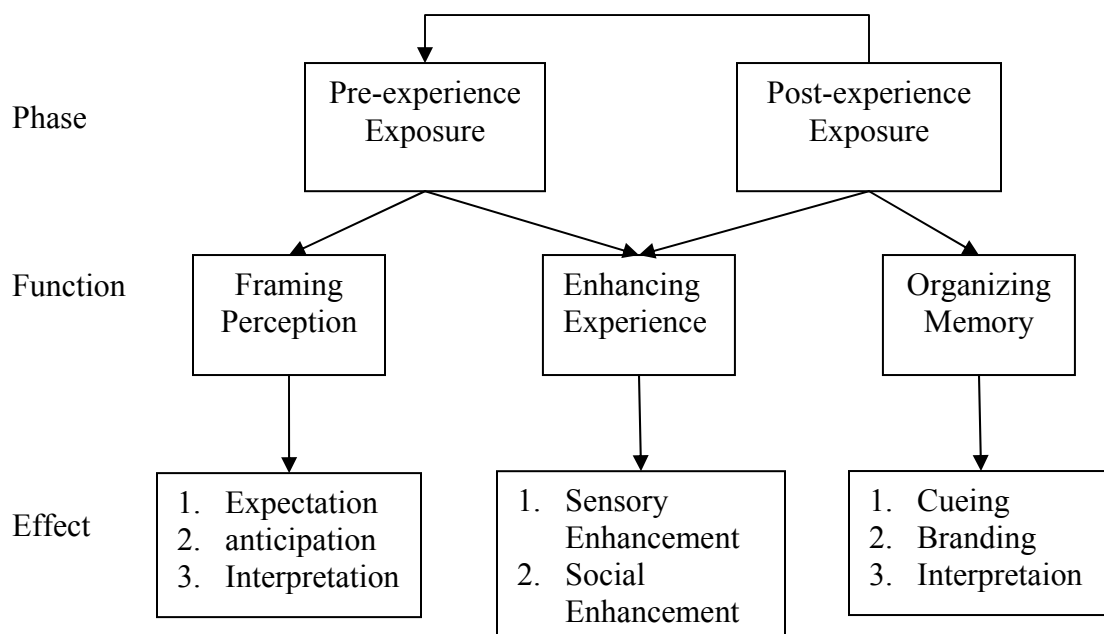 Phase
Pre-experience
Exposure
Post-experience
Exposure
Function
Framing
Perception
Enhancing
Experience
Organizing
Memory
Effect
1. Expectation
2. anticipation
3. Interpretation
1. Sensory
Enhancement
2. Social
Enhancement
1. Cueing
2. Branding
3. Interpretaion